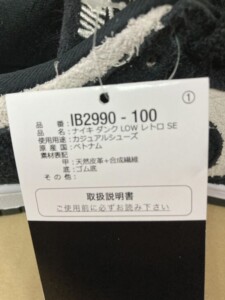 ①
品番：IB2990 - 100
品名：ナイキ ダンク LOW レトロ SE
使用用途：カジュアルシューズ
原産国：ベトナム
素材表記
甲：天然皮革＋合成繊維
底：ゴム底
その他：
取扱説明書
ご使用前に必ずお読み下さい